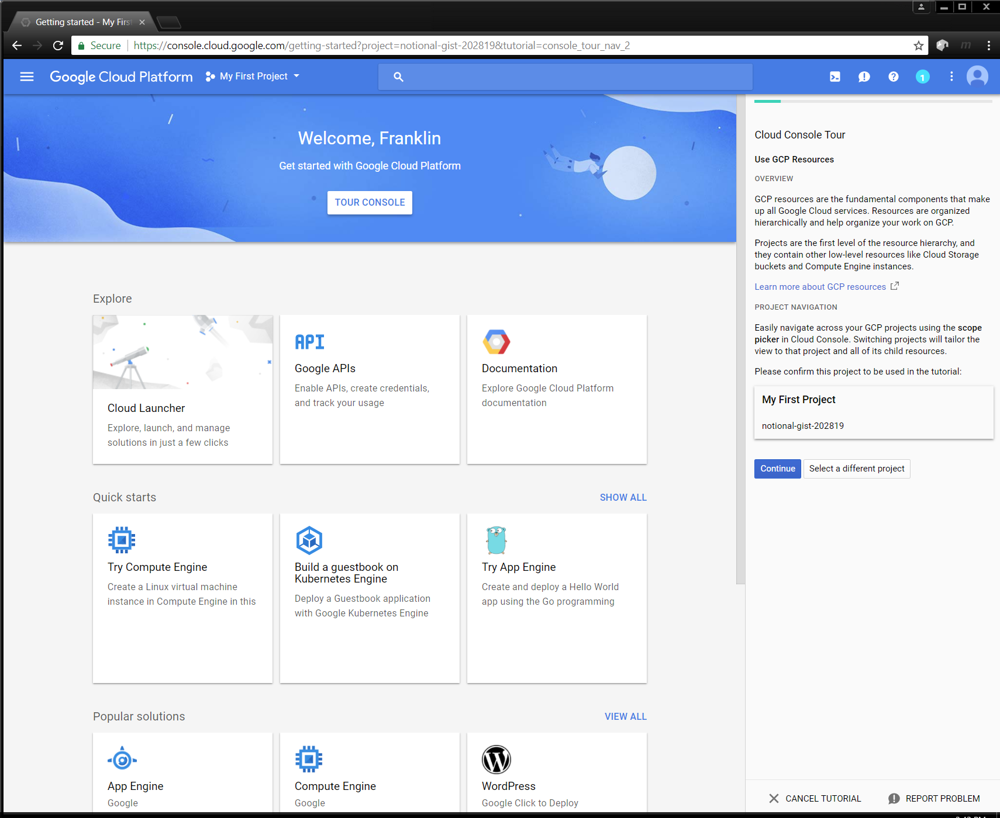 Getting started - My Firs
Secure
https://console.cloud.google.com/getting-started?project=notional-gist-202819&tutorial=console_tour_nav_2
m
Google Cloud Platform
My First Project
1
Welcome, Franklin
Get started with Google Cloud Platform
TOUR CONSOLE
Explore
Cloud Launcher
Explore, launch, and manage
solutions in just a few clicks
API
Google APIs
Enable APIs, create credentials,
and track your usage
Documentation
Explore Google Cloud Platform
documentation
Quick starts
SHOW ALL
Try Compute Engine
Create a Linux virtual machine
instance in Compute Engine in this
Build a guestbook on
Kubernetes Engine
Deploy a Guestbook application
with Google Kubernetes Engine
Try App Engine
Create and deploy a Hello World
app using the Go programming
Popular solutions
VIEW ALL
App Engine
Google
Compute Engine
Google
WordPress
Google Click to Deploy
Cloud Console Tour
Use GCP Resources
OVERVIEW
GCP resources are the fundamental components that make
up all Google Cloud services. Resources are organized
hierarchically and help organize your work on GCP.
Projects are the first level of the resource hierarchy, and
they contain other low-level resources like Cloud Storage
buckets and Compute Engine instances.
Learn more about GCP resources
PROJECT NAVIGATION
Easily navigate across your GCP projects using the scope
picker in Cloud Console. Switching projects will tailor the
view to that project and all of its child resources.
Please confirm this project to be used in the tutorial:
My First Project
notional-gist-202819
Continue
Select a different project
CANCEL TUTORIAL
REPORT PROBLEM